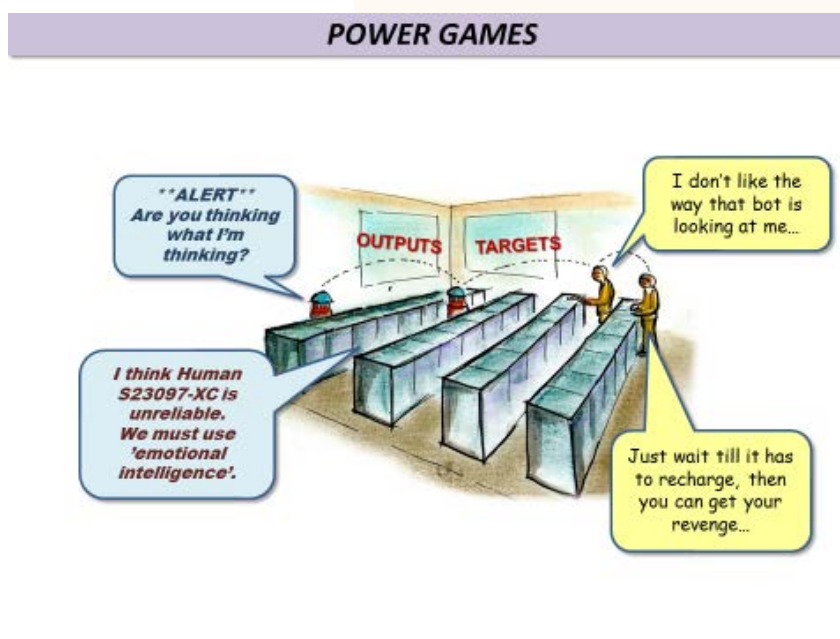 POWER GAMES
**ALERT**
Are you thinking
what I'm
thinking?
I don't like the
way that bot is
looking at me...
OUTPUTS
TARGETS
I think Human
S23097-XC is
unreliable.
We must use
'emotional
intelligence'.
Just wait till it has
to recharge, then
you can get your
revenge...